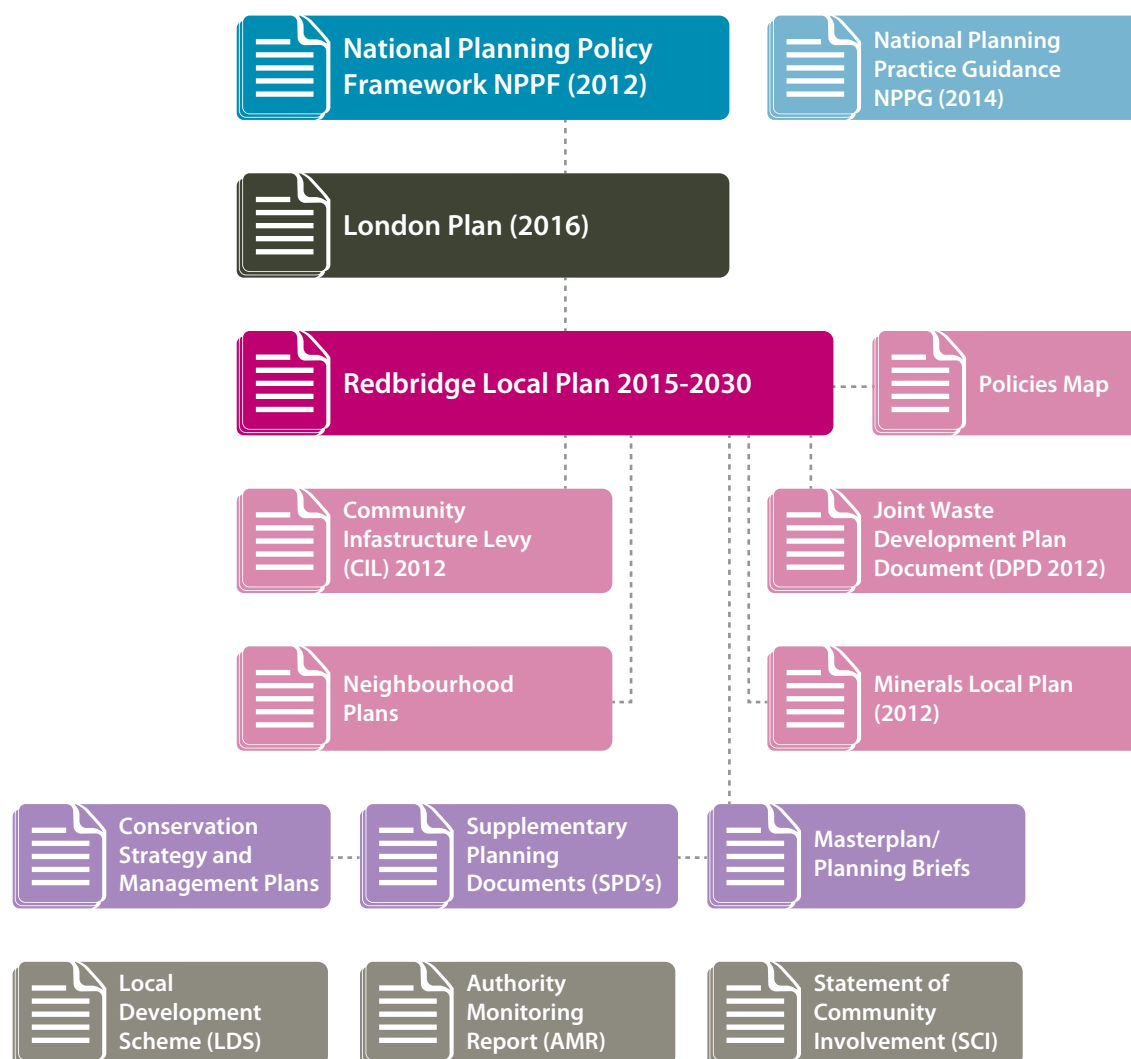 National Planning Policy
Framework NPPF (2012)
National Planning
Practice Guidance
NPPG (2014)
London Plan (2016)
Redbridge Local Plan 2015-2030
Policies Map
Community
Infastructure Levy
(CIL) 2012
Joint Waste
Development Plan
Document (DPD 2012)
Neighbourhood
Plans
Minerals Local Plan
(2012)
Conservation
Strategy and
Management Plans
Supplementary
Planning
Documents (SPD's)
Masterplan/
Planning Briefs
Local
Development
Scheme (LDS)
Authority
Monitoring
Report (AMR)
Statement of
Community
Involvement (SCI)